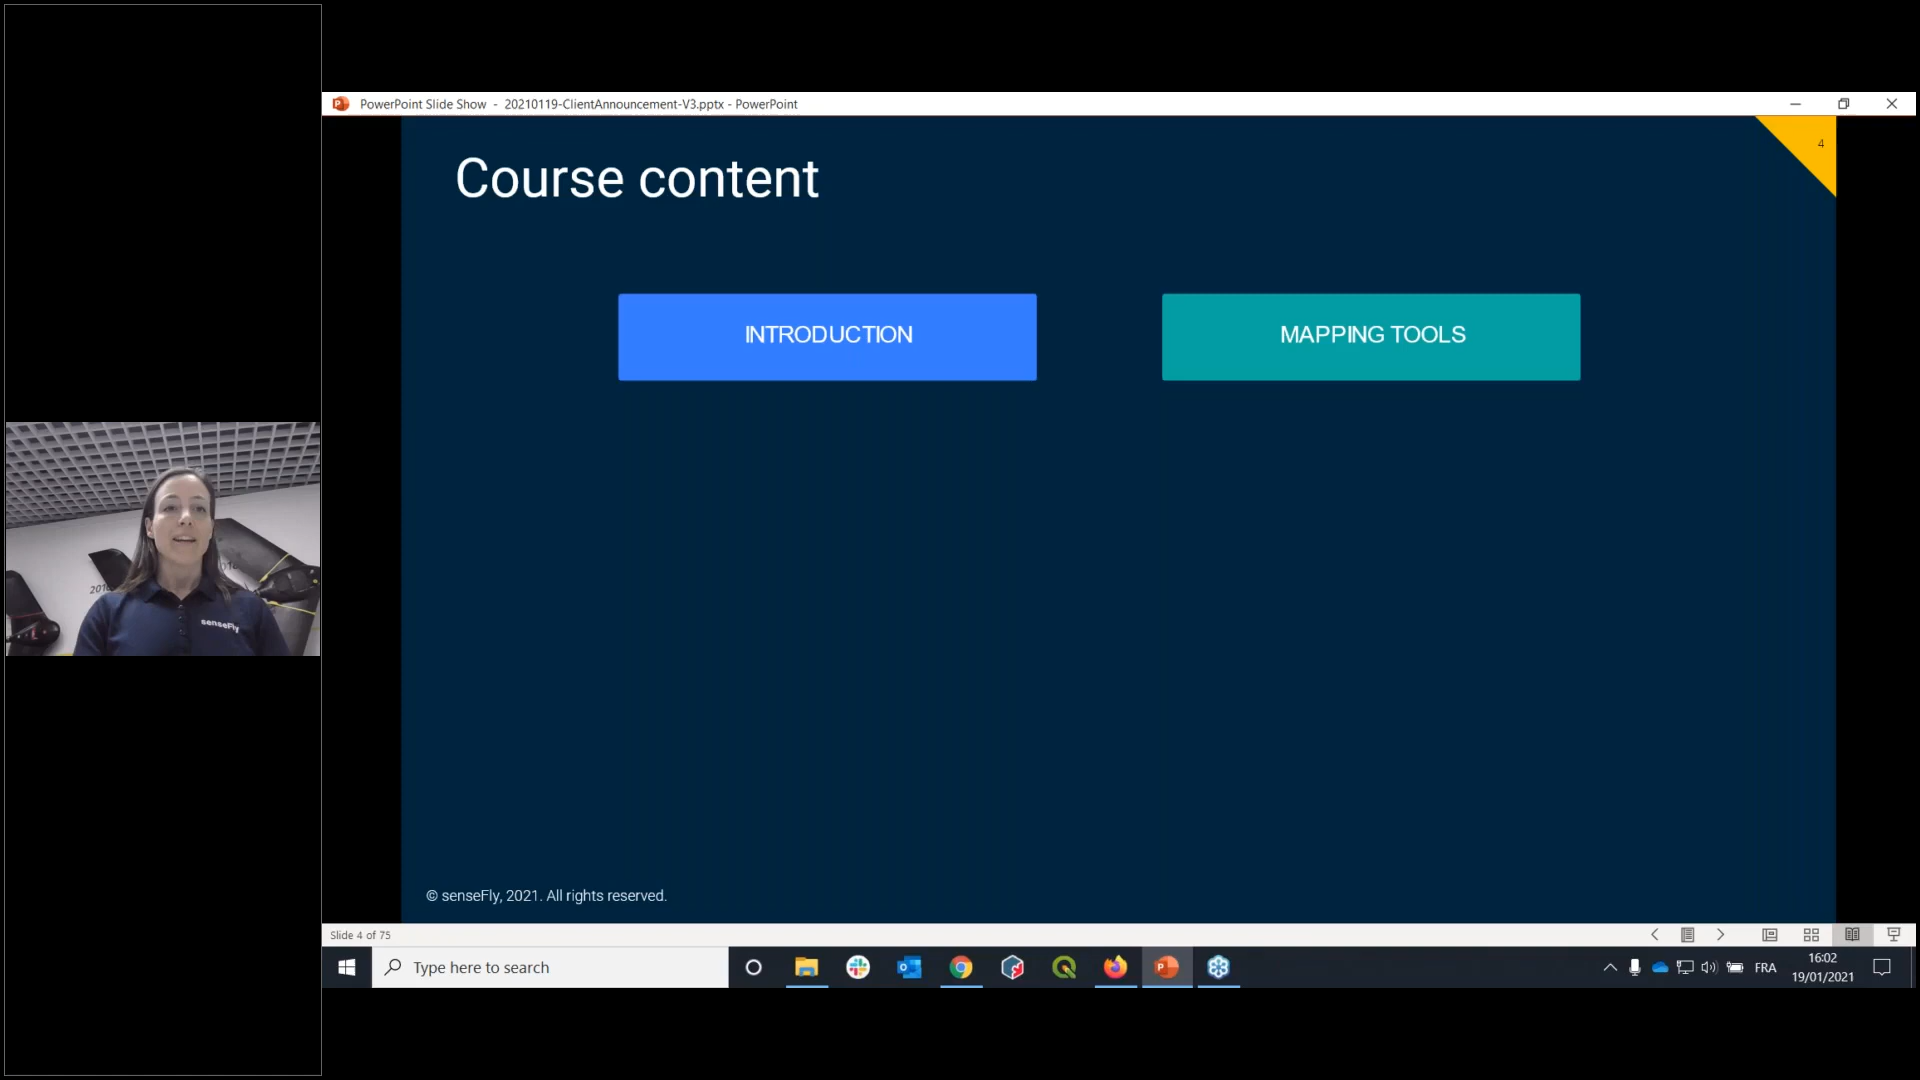 PowerPoint Slide Show - 20210119-ClientAnnouncement-V3.pptx - PowerPoint
4
Course content
INTRODUCTION
MAPPING TOOLS
senseFly
© senseFly, 2021. All rights reserved.
Slide 4 of 75
Type here to search
FRA
16:02
19/01/2021